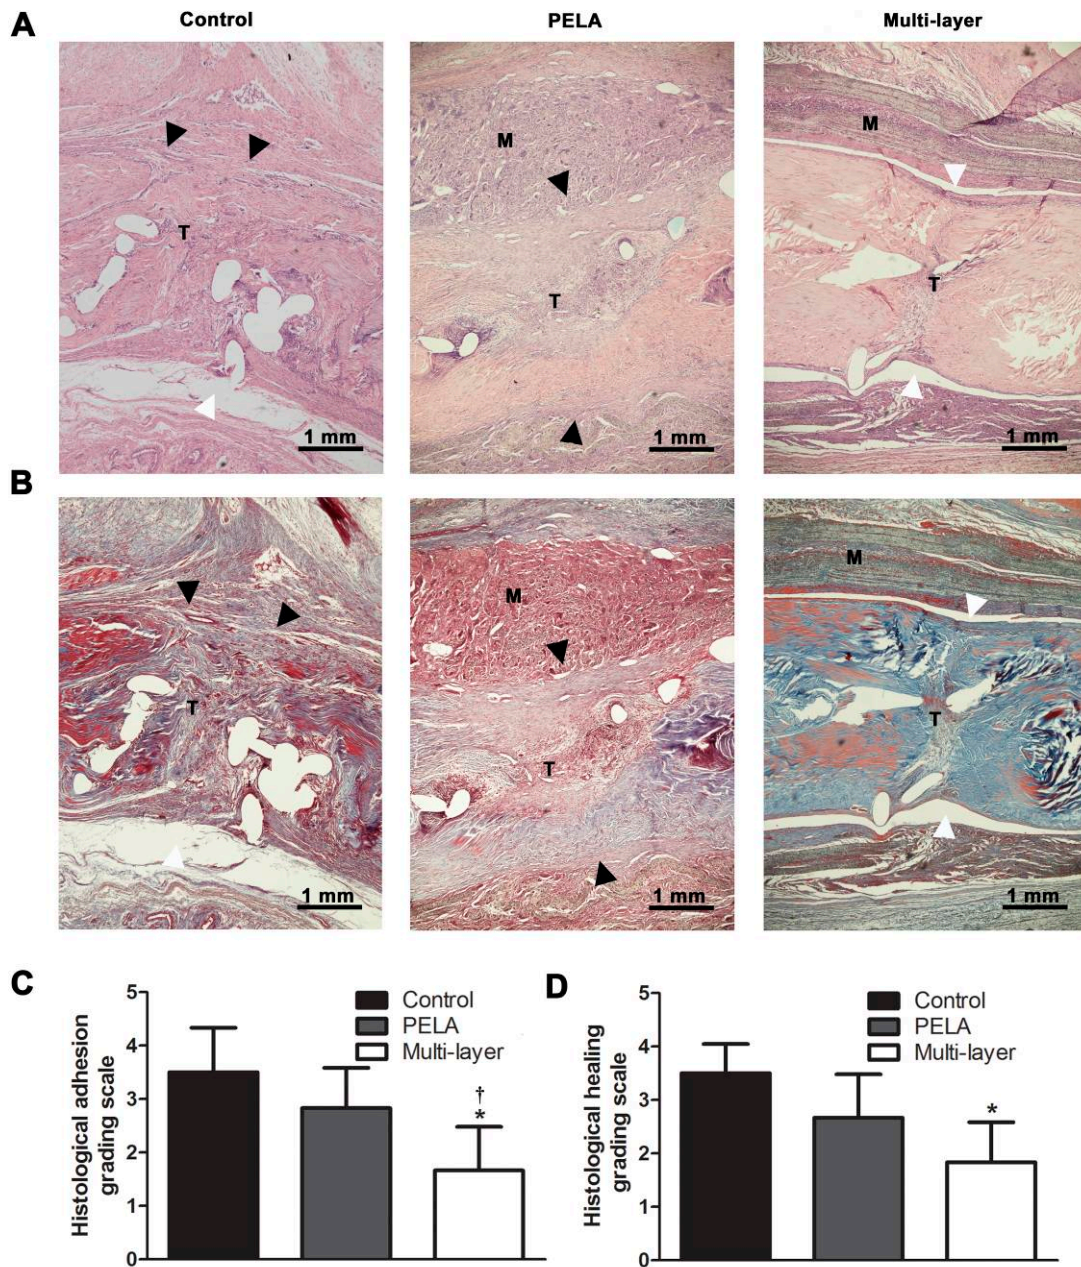 A
Control
PELA
Multi-layer
M
M
T
T
T
1 mm
1 mm
1 mm
B
M
M
T
T
T
1 mm
1 mm
1 mm
C
Histological adhesion
grading scale
5
4
3
2
1
0
Control
PELA
Multi-layer
†
*
D
Histological healing
grading scale
5
4
3
2
1
0
Control
PELA
Multi-layer
*